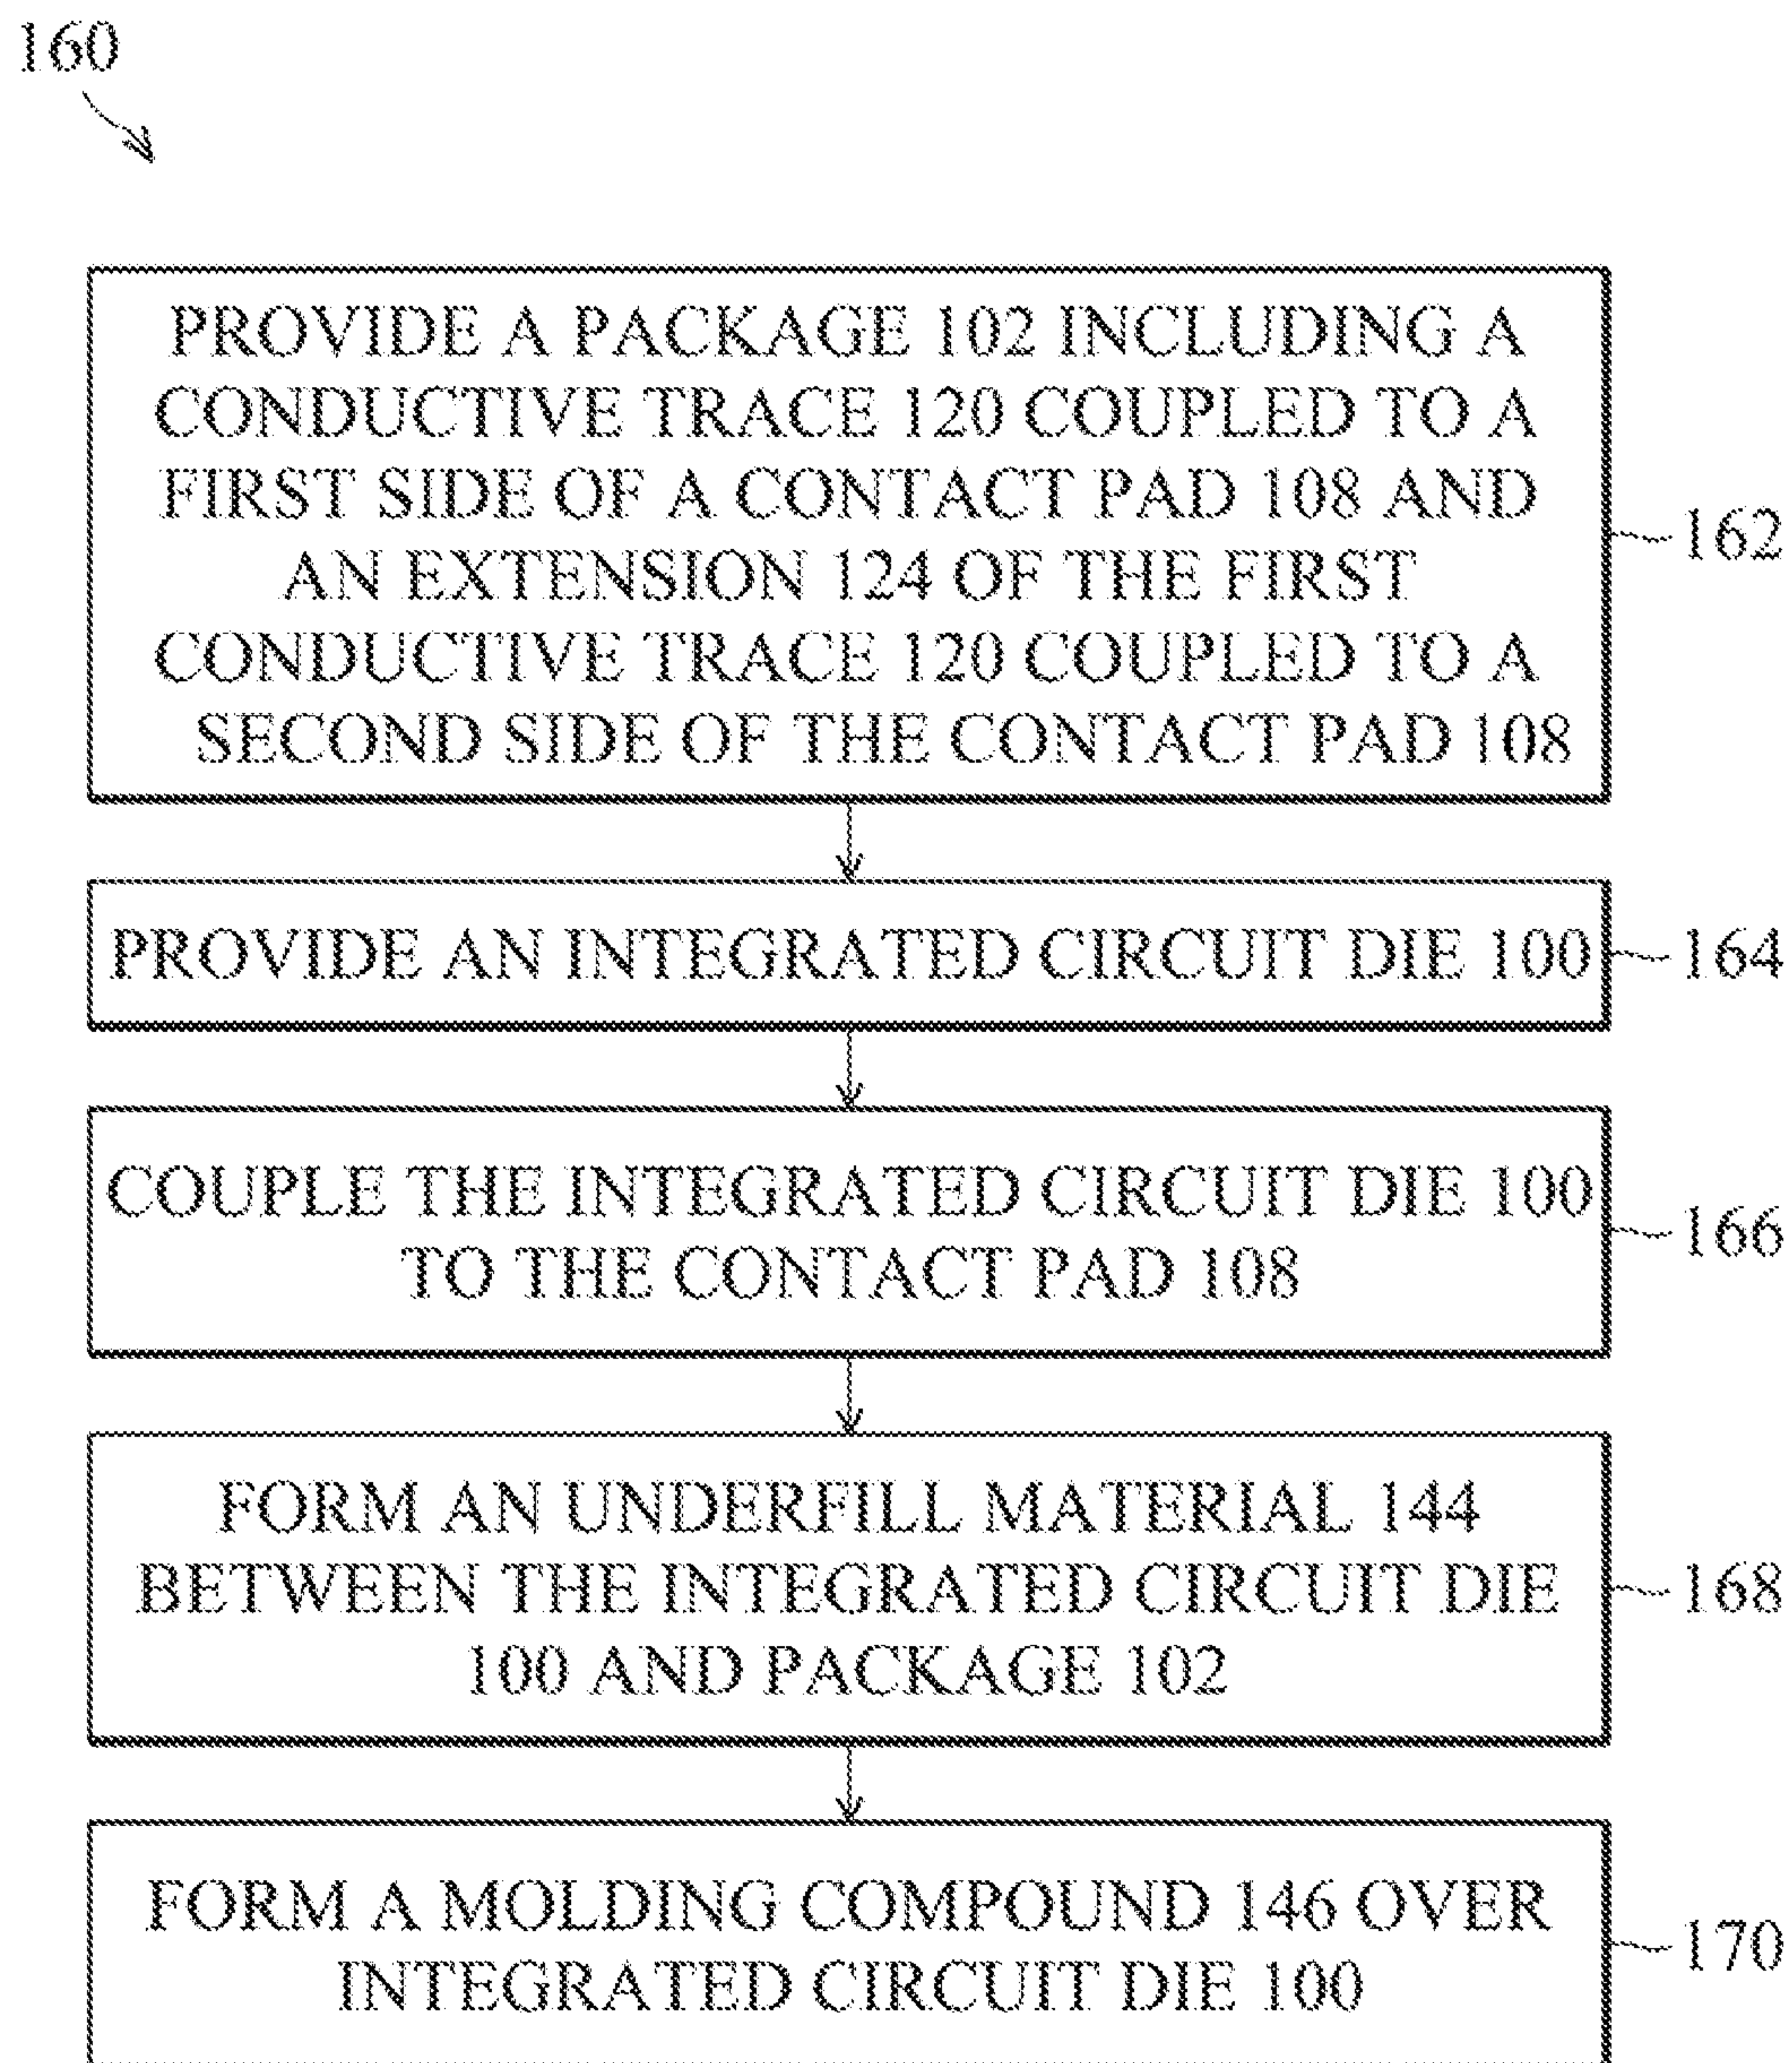 160
PROVIDE A PACKAGE 102 INCLUDING A
CONDUCTIVE TRACE 120 COUPLED TO A
FIRST SIDE OF A CONTACT PAD 108 AND
AN EXTENSION 124 OF THE FIRST
CONDUCTIVE TRACE 120 COUPLED TO A
SECOND SIDE OF THE CONTACT PAD 108
162
PROVIDE AN INTEGRATED CIRCUIT DIE 100
164
COUPLE THE INTEGRATED CIRCUIT DIE 100
TO THE CONTACT PAD 108
166
FORM AN UNDERFILL MATERIAL 144
BETWEEN THE INTEGRATED CIRCUIT DIE
100 AND PACKAGE 102
168
FORM A MOLDING COMPOUND 146 OVER
INTEGRATED CIRCUIT DIE 100
170